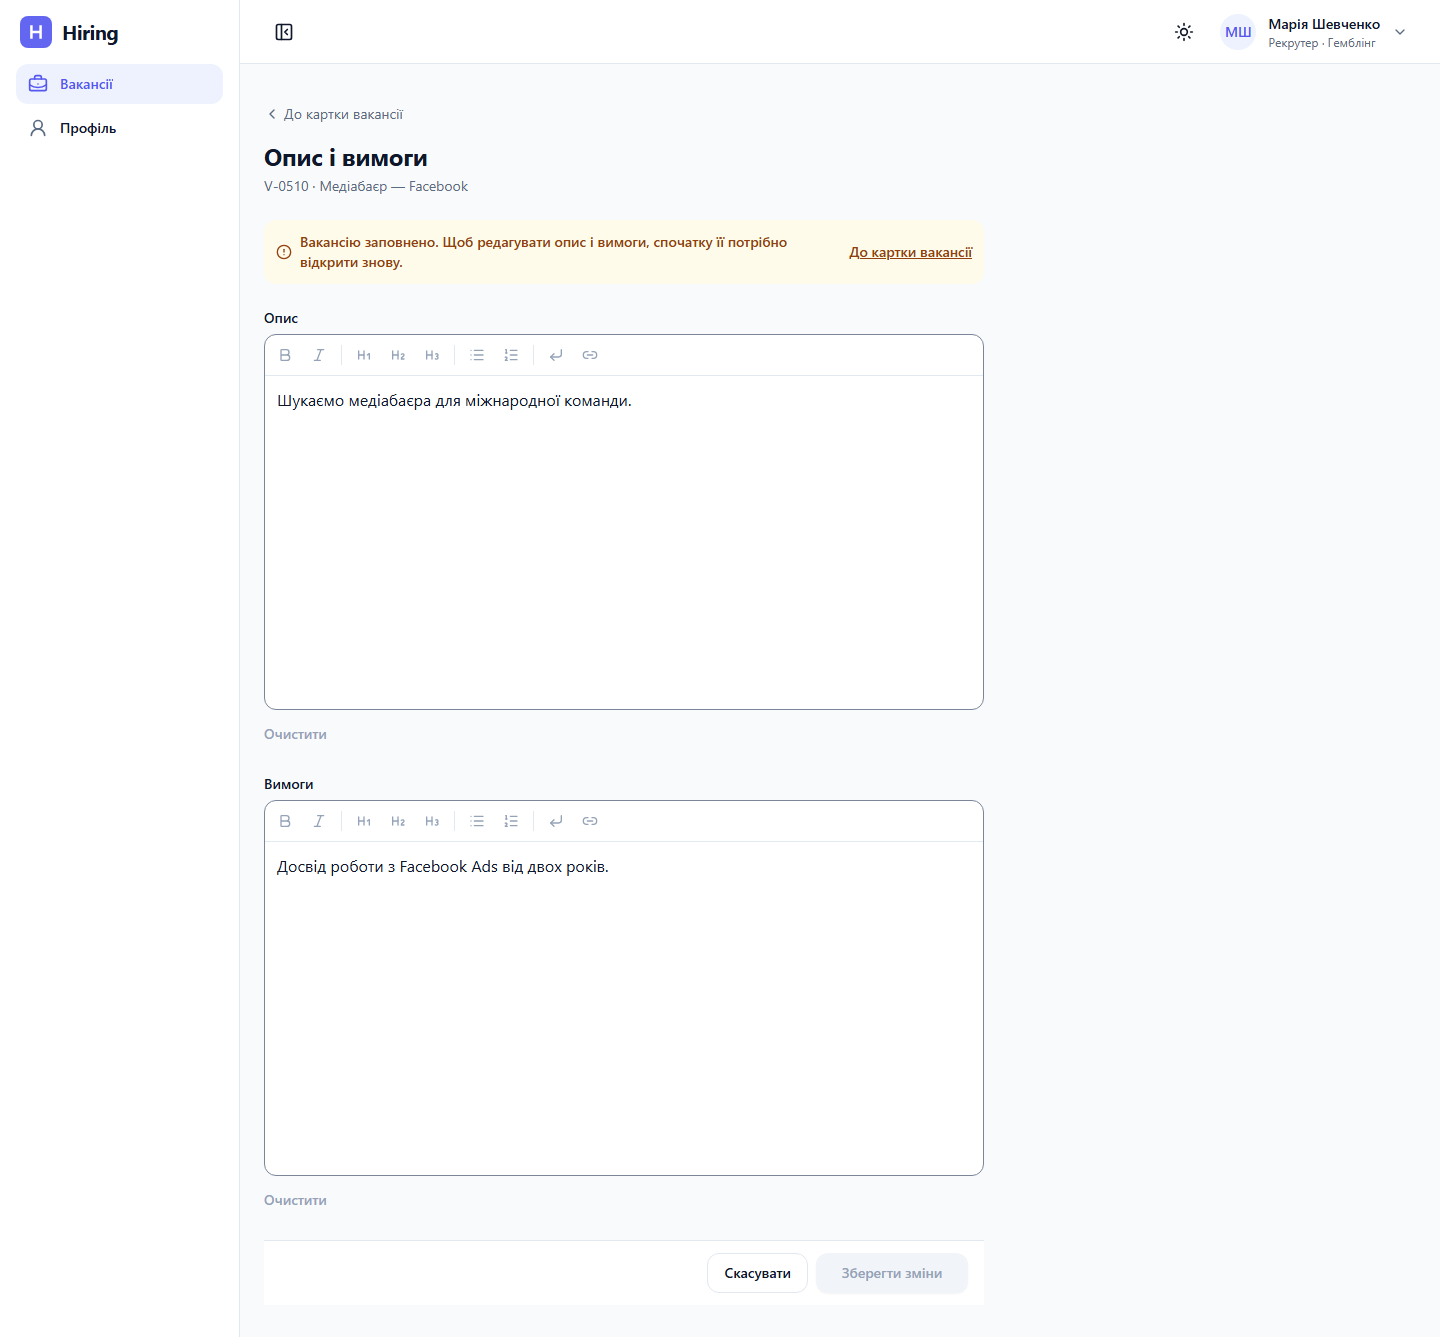 H Hiring
Вакансії
Профіль
МШ
Марія Шевченко
Рекрутер · Гемблінг
До картки вакансії
Опис і вимоги
V-0510 · Медіабаєр — Facebook
Вакансію заповнено. Щоб редагувати опис і вимоги, спочатку її потрібно
відкрити знову.
До картки вакансії
Опис
B I H1 H2 H3
Шукаємо медіабаєра для міжнародної команди.
Очистити
Вимоги
B I H1 H2 H3
Досвід роботи з Facebook Ads від двох років.
Очистити
Скасувати
Зберегти зміни